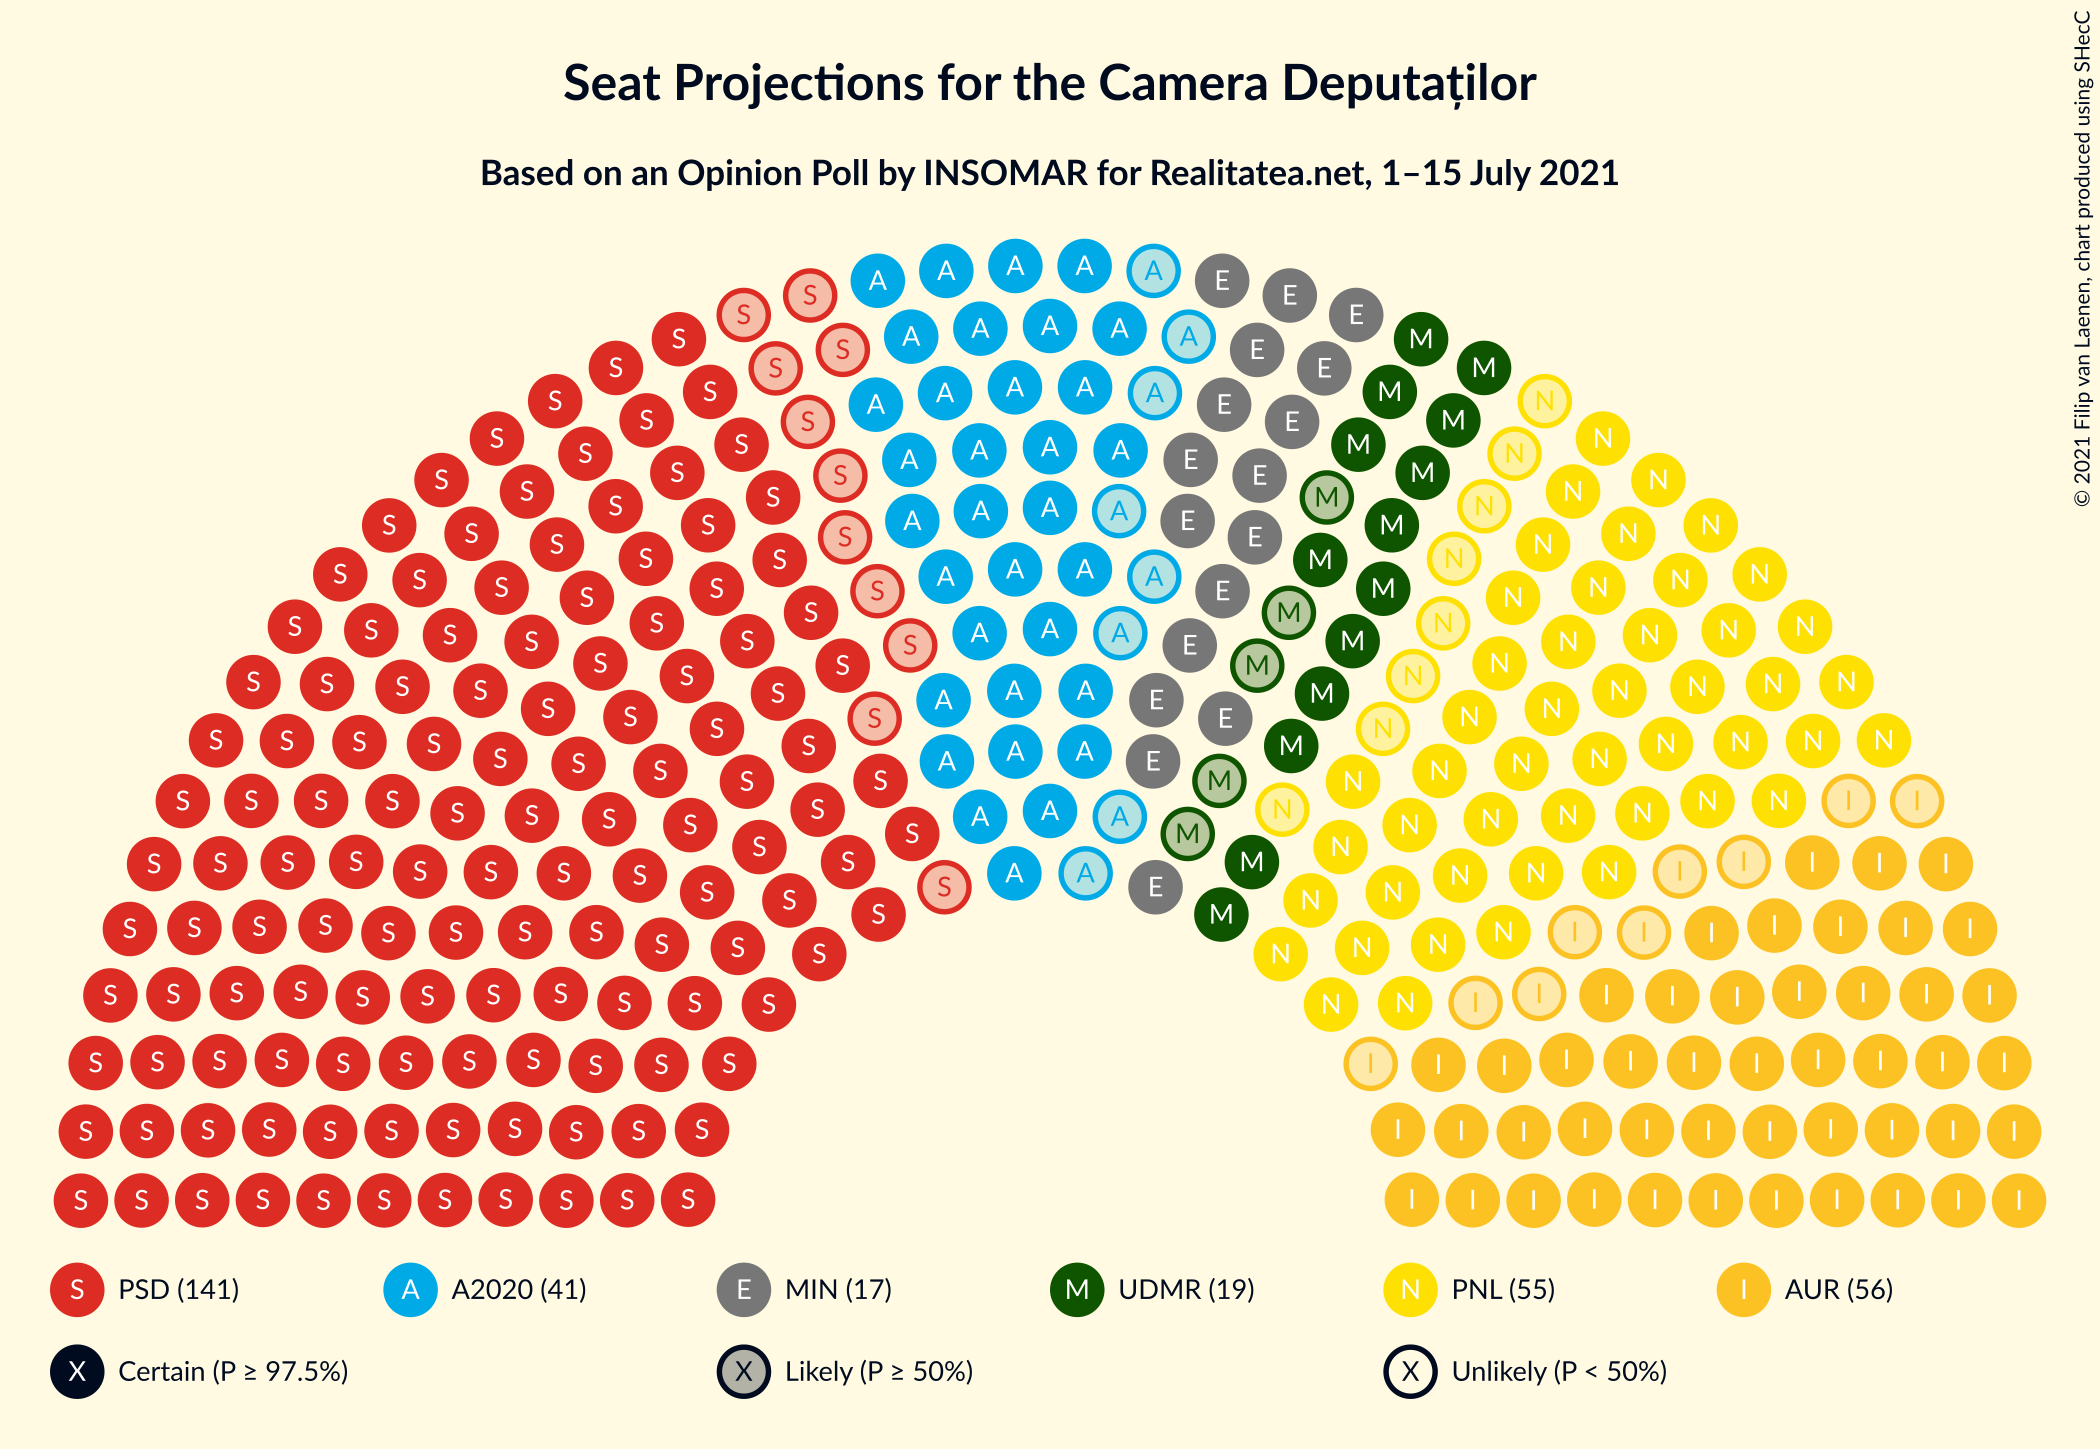 Seat Projections for the Camera Deputaților
Based on an Opinion Poll by INSOMAR for Realitatea.net, 1–15 July 2021
© 2021 Filip van Laenen, chart produced using SHecC
S PSD (141) A A2020 (41) E MIN (17) M UDMR (19) N PNL (55) I AUR (56)
X Certain (P ≥ 97.5%) X Likely (P ≥ 50%) X Unlikely (P < 50%)